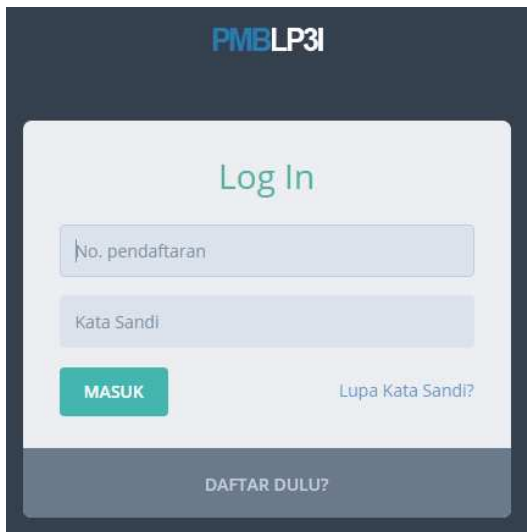 PMBLP3I
Log In
No. pendaftaran
Kata Sandi
MASUK
Lupa Kata Sandi?
DAFTAR DULU?